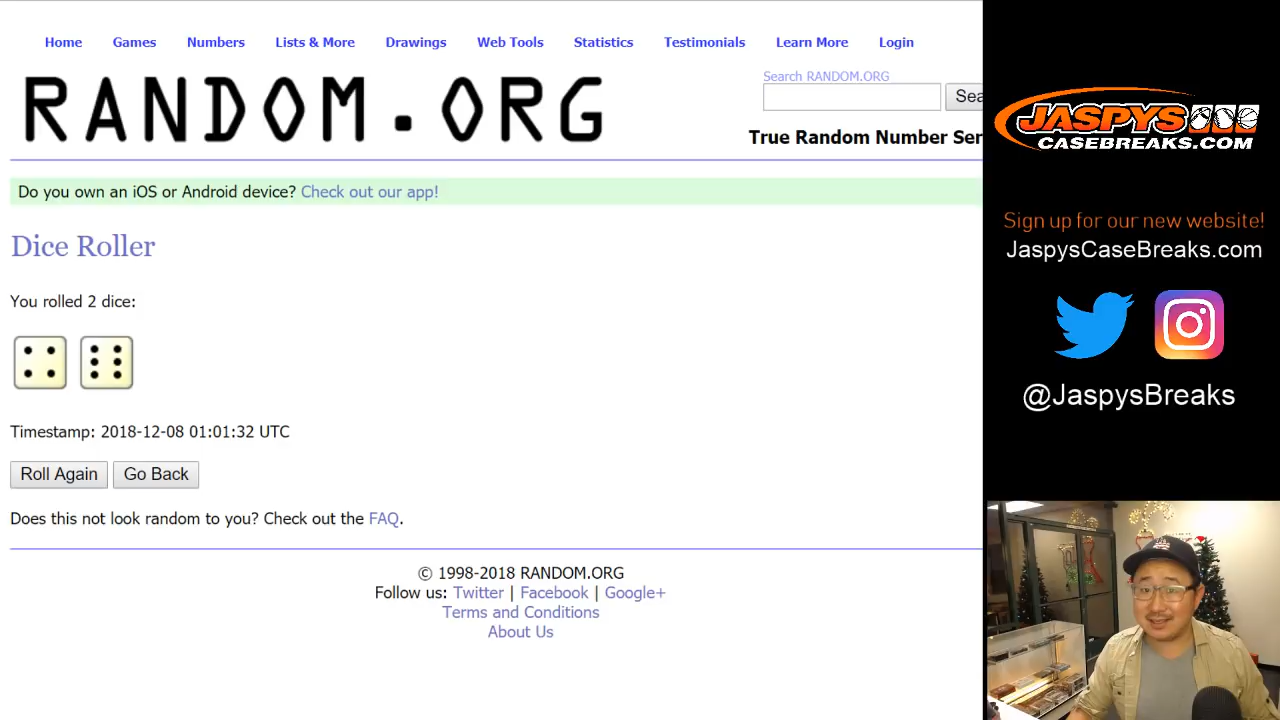 Home Games Numbers Lists & More Drawings Web Tools Statistics Testimonials Learn More Login
RANDOM.ORG
Search RANDOM.ORG
Sea
True Random Number Ser
Do you own an iOS or Android device? Check out our app!
Dice Roller
You rolled 2 dice:
Timestamp: 2018-12-08 01:01:32 UTC
Roll Again Go Back
Does this not look random to you? Check out the FAQ.
© 1998-2018 RANDOM.ORG
Follow us: Twitter | Facebook | Google+
Terms and Conditions
About Us
JASPYS
CASEBREAKS.COM
Sign up for our new website!
JaspysCaseBreaks.com
@JaspysBreaks